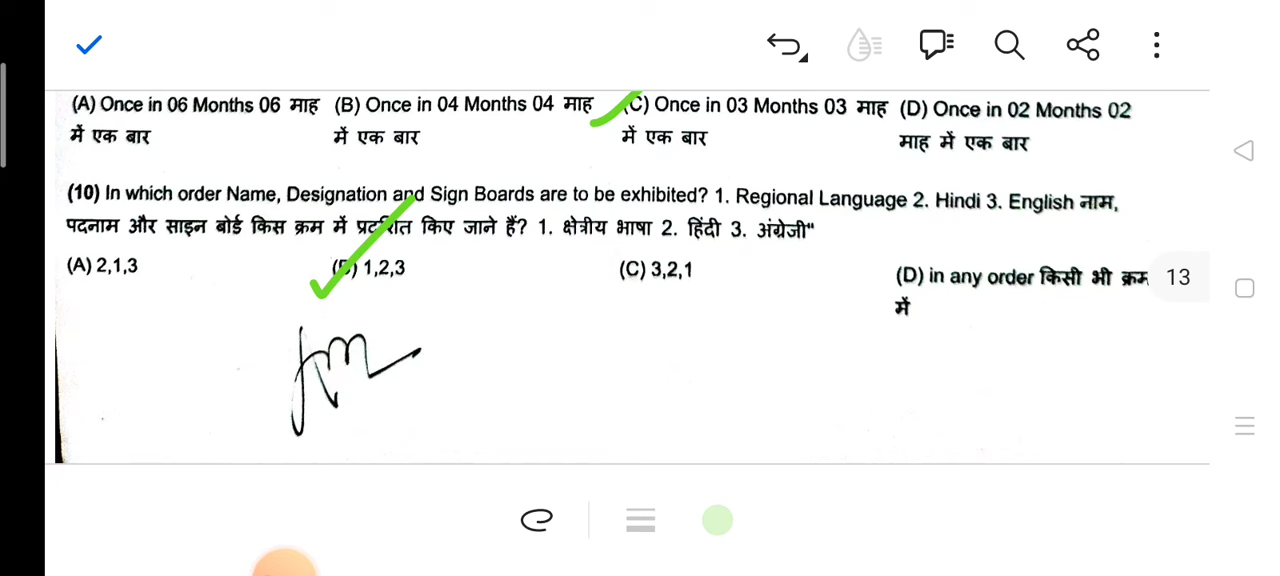 (A) Once in 06 Months 06 माह (B) Once in 04 Months 04 माह (C) Once in 03 Months 03 माह (D) Once in 02 Months 02
में एक बार में एक बार में एक बार माह में एक बार
(10) In which order Name, Designation and Sign Boards are to be exhibited? 1. Regional Language 2. Hindi 3. English नाम,
पदनाम और साइन बोर्ड किस क्रम में प्रदर्शित किए जाने हैं? 1. क्षेत्रीय भाषा 2. हिंदी 3. अंग्रेजी"
(A) 2,1,3 (B) 1,2,3 (C) 3,2,1 (D) in any order किसी भी क्रम
में
13